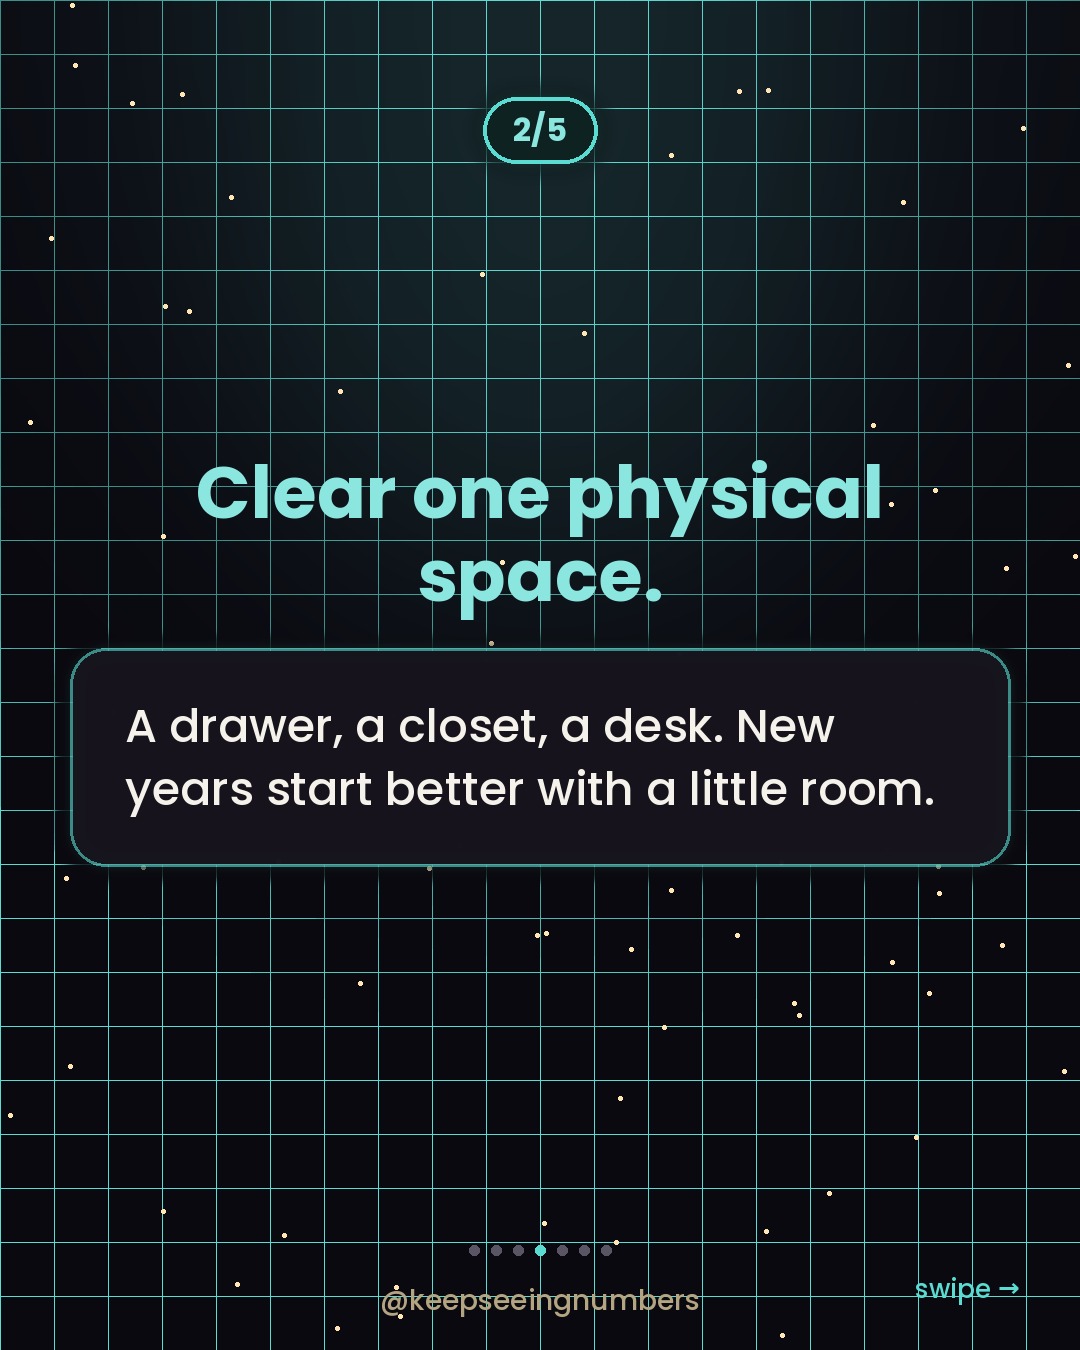 2/5
Clear one physical
space.
A drawer, a closet, a desk. New
years start better with a little room.
@keepseeingnumbers
swipe →